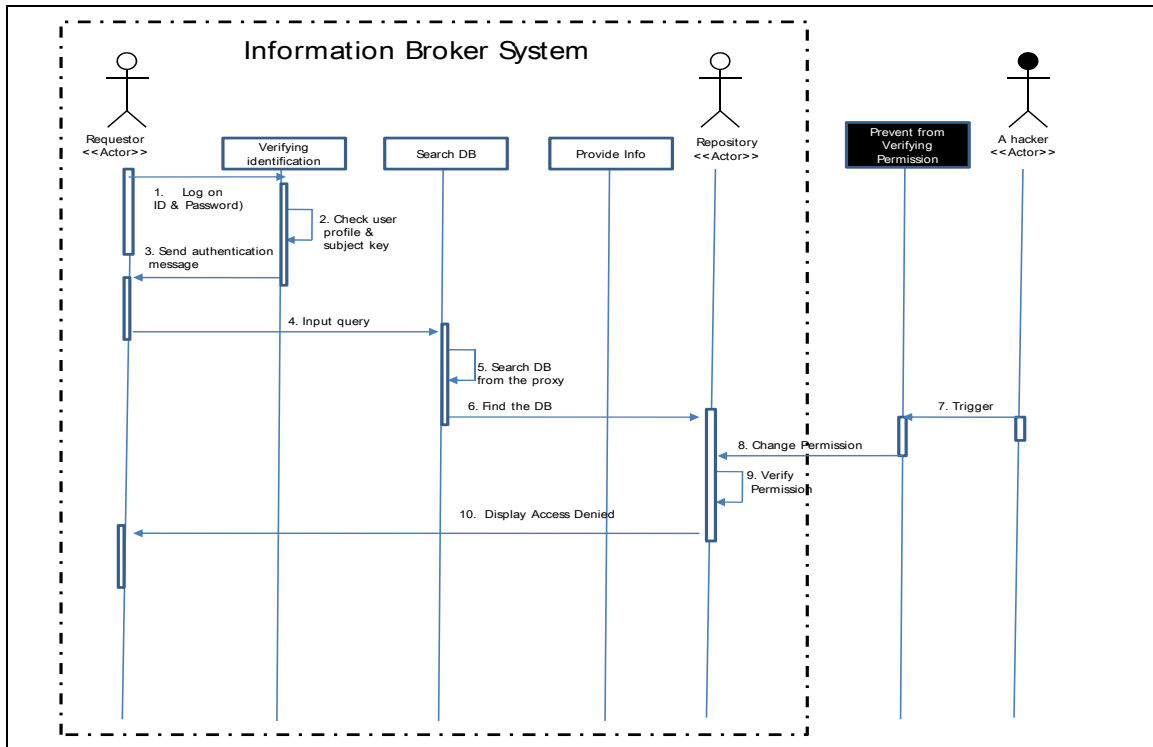 Information Broker System
Requestor
<<Actor>>
Verifying
identification
Search DB
Provide Info
Repository
<<Actor>>
Prevent from
Verifying
Permission
A hacker
<<Actor>>
1. Log on
ID & Password)
2. Check user
profile &
subject key
3. Send authentication
message
4. Input query
5. Search DB
from the proxy
6. Find the DB
7. Trigger
8. Change Permission
9. Verify
Permission
10. Display Access Denied